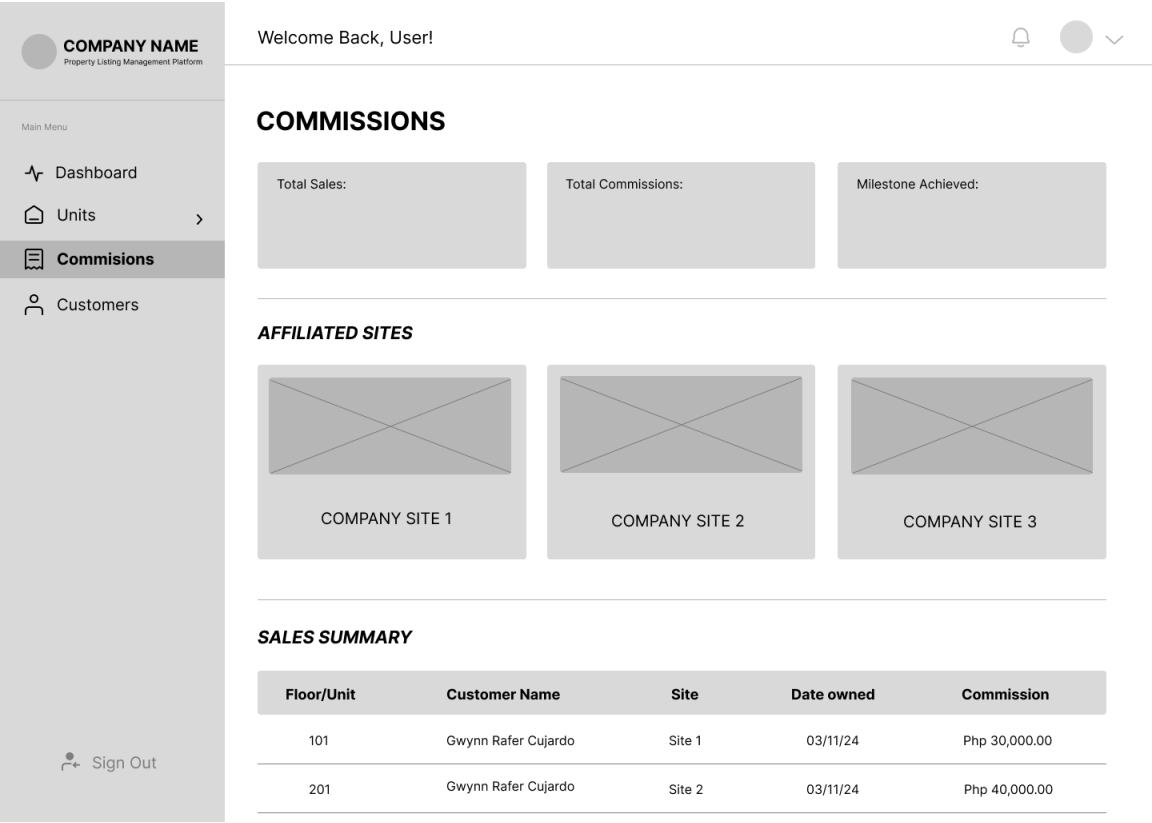 COMPANY NAME
Property Listing Management Platform
Welcome Back, User!
Main Menu
Dashboard
Units
Commisions
Customers
Sign Out
COMMISSIONS
Total Sales:
Total Commissions:
Milestone Achieved:
AFFILIATED SITES
COMPANY SITE 1
COMPANY SITE 2
COMPANY SITE 3
SALES SUMMARY
Floor/Unit Customer Name Site Date owned Commission
101 Gwynn Rafer Cujardo Site 1 03/11/24 Php 30,000.00
201 Gwynn Rafer Cujardo Site 2 03/11/24 Php 40,000.00